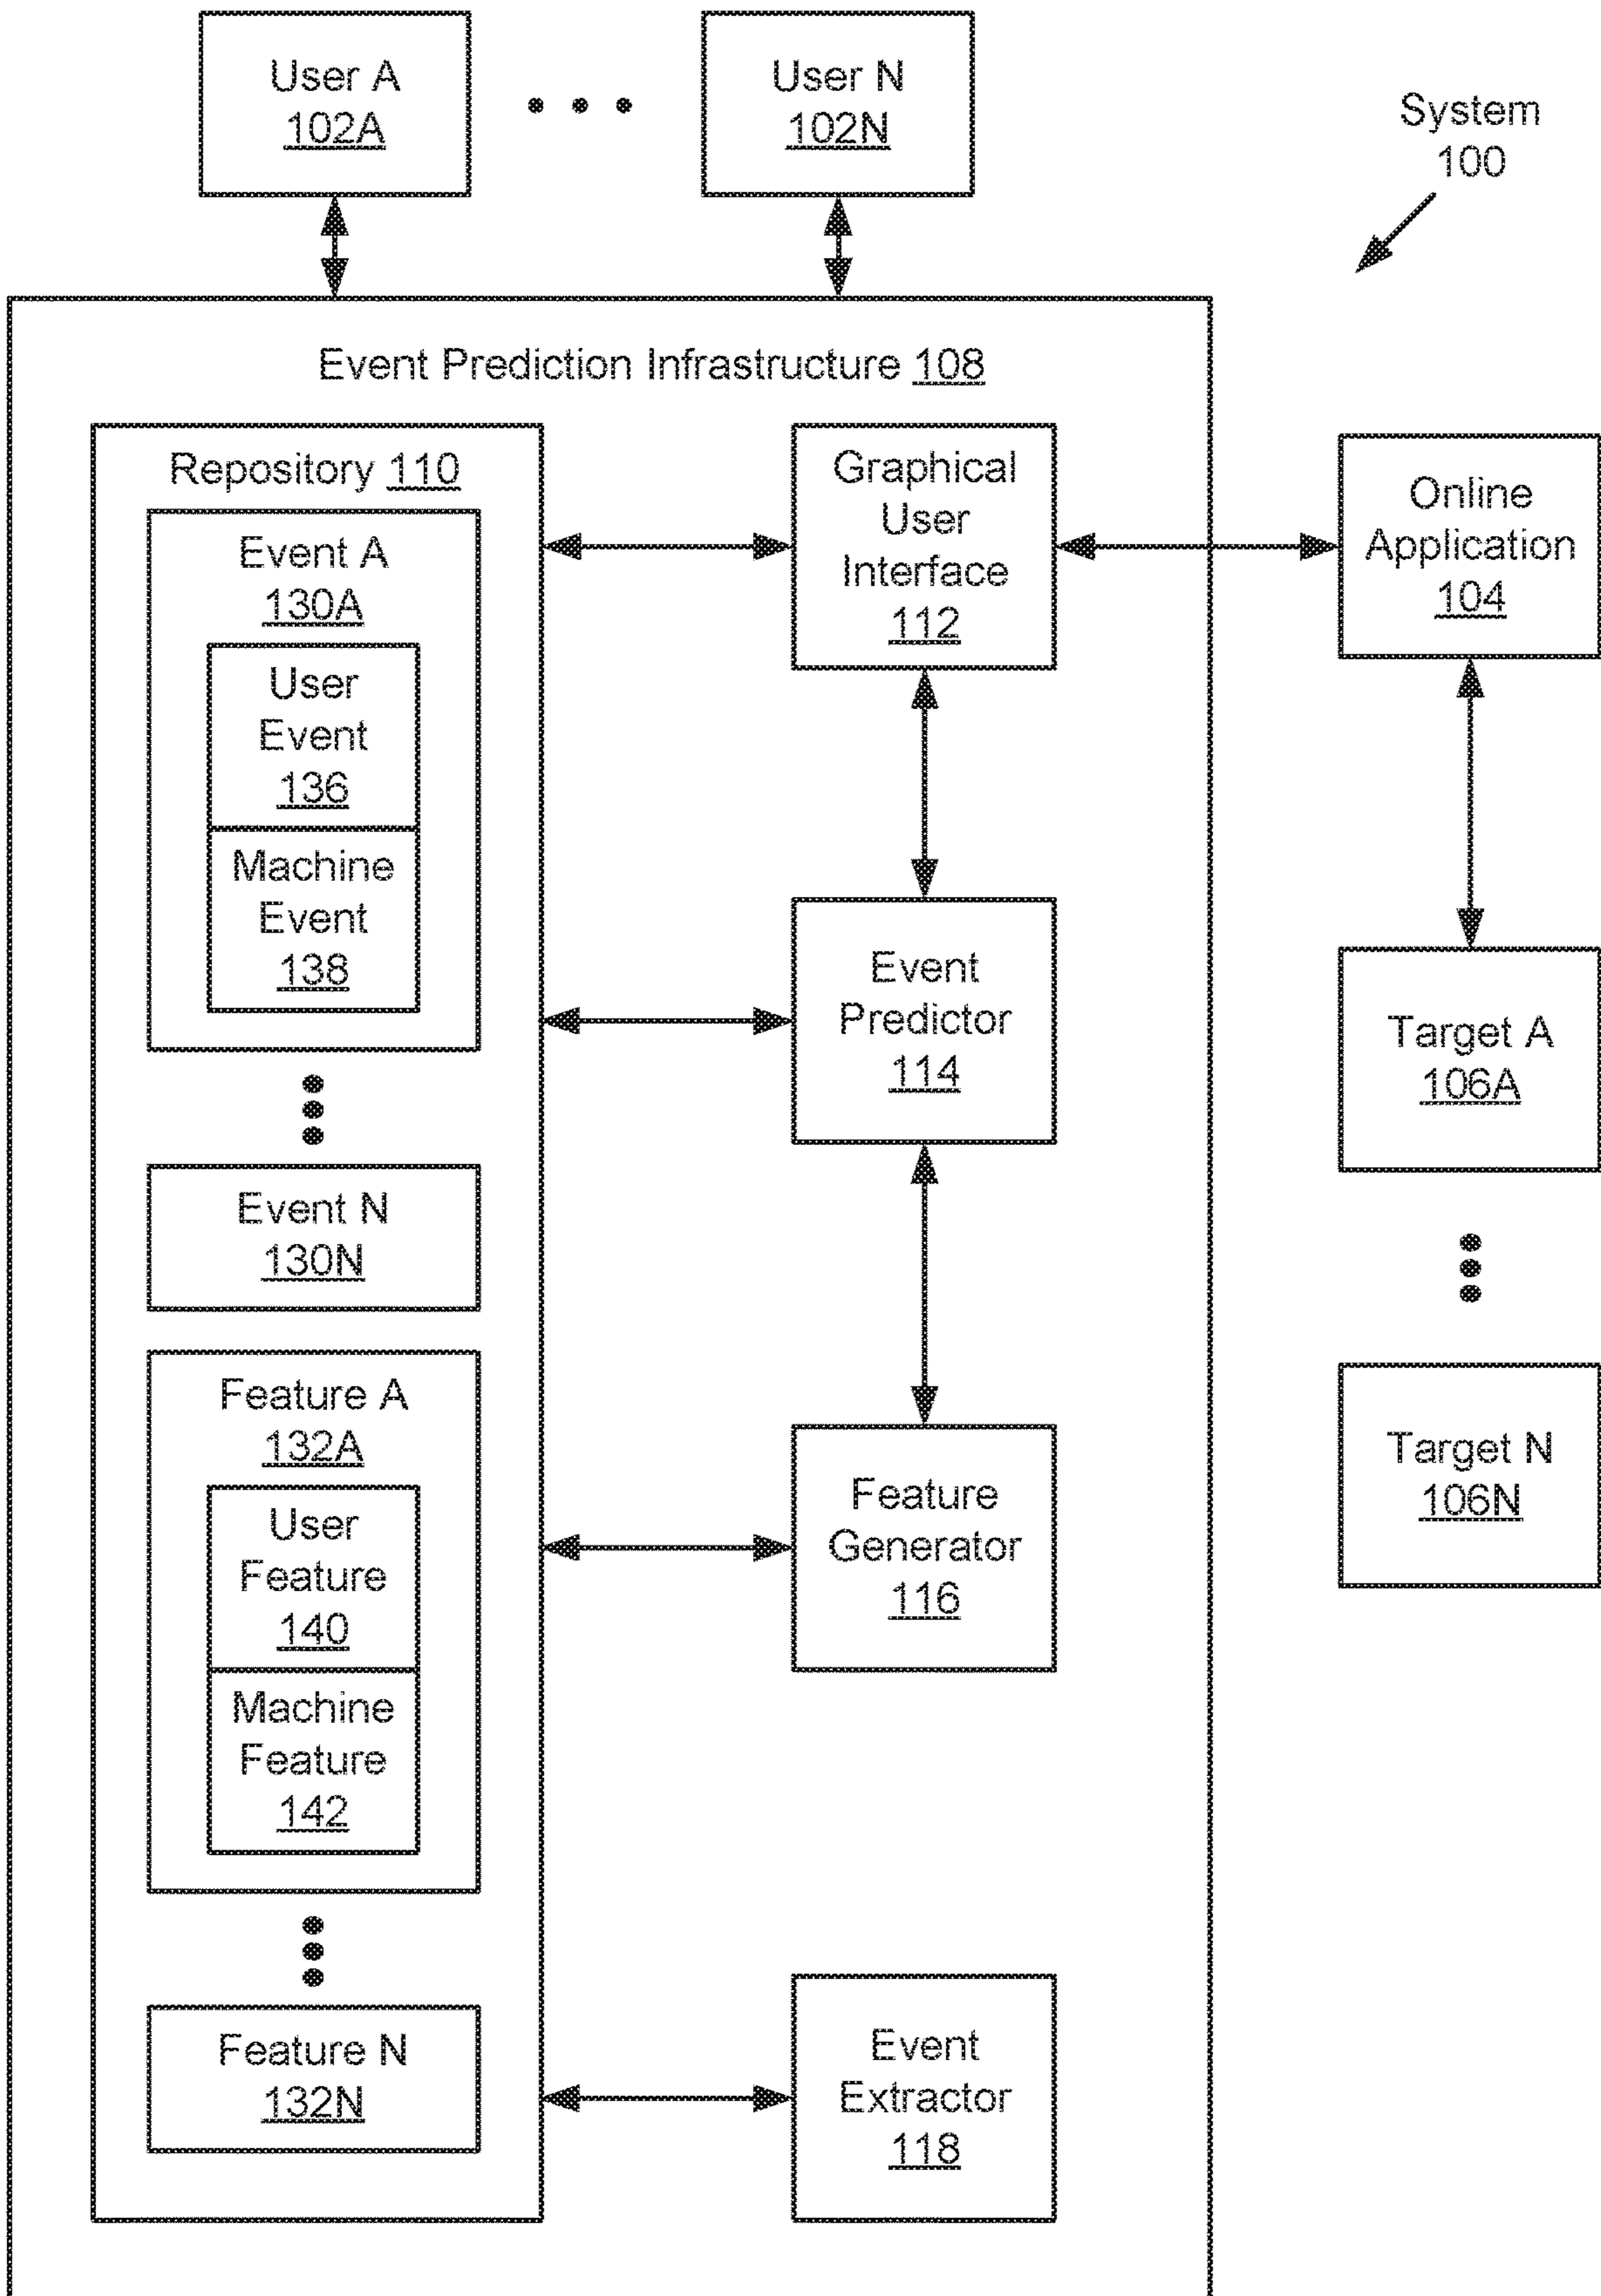 User A
102A
User N
102N
System
100
Event Prediction Infrastructure 108
Repository 110
Event A
130A
User
Event
136
Machine
Event
138
Event N
130N
Feature A
132A
User
Feature
140
Machine
Feature
142
Feature N
132N
Graphical
User
Interface
112
Event
Predictor
114
Feature
Generator
116
Event
Extractor
118
Online
Application
104
Target A
106A
Target N
106N